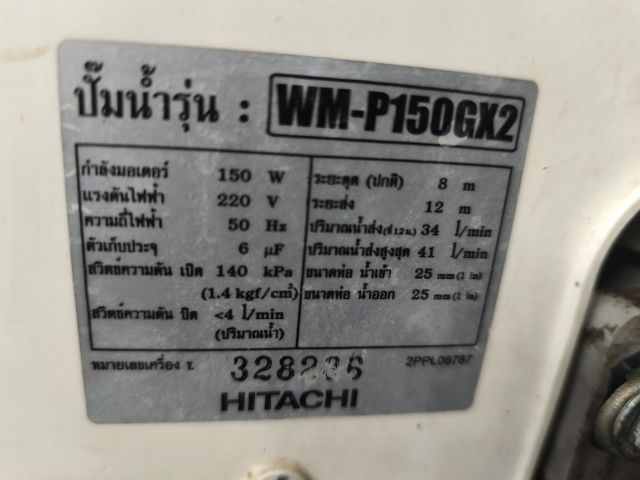 ปั๊มน้ำรุ่น : WM-P150GX2
กำลังมอเตอร์ 150 W
แรงดันไฟฟ้า 220 V
ความถี่ไฟฟ้า 50 Hz
ตัวเก็บประจุ 6 µF
สวิตช์ความดัน เปิด 140 kPa
(1.4 kgf/cm²)
สวิตช์ความดัน ปิด <4 l/min
(ปริมาณน้ำ)
ระยะดูด (ปกติ) 8 m
ระยะส่ง 12 m
ปริมาณน้ำส่ง(ที่ 12ม.) 34 l/min
ปริมาณน้ำส่งสูงสุด 41 l/min
ขนาดท่อ น้ำเข้า 25 mm(1 in)
ขนาดท่อ น้ำออก 25 mm(1 in)
หมายเลขเครื่อง T. 328236
2PPL08787
HITACHI